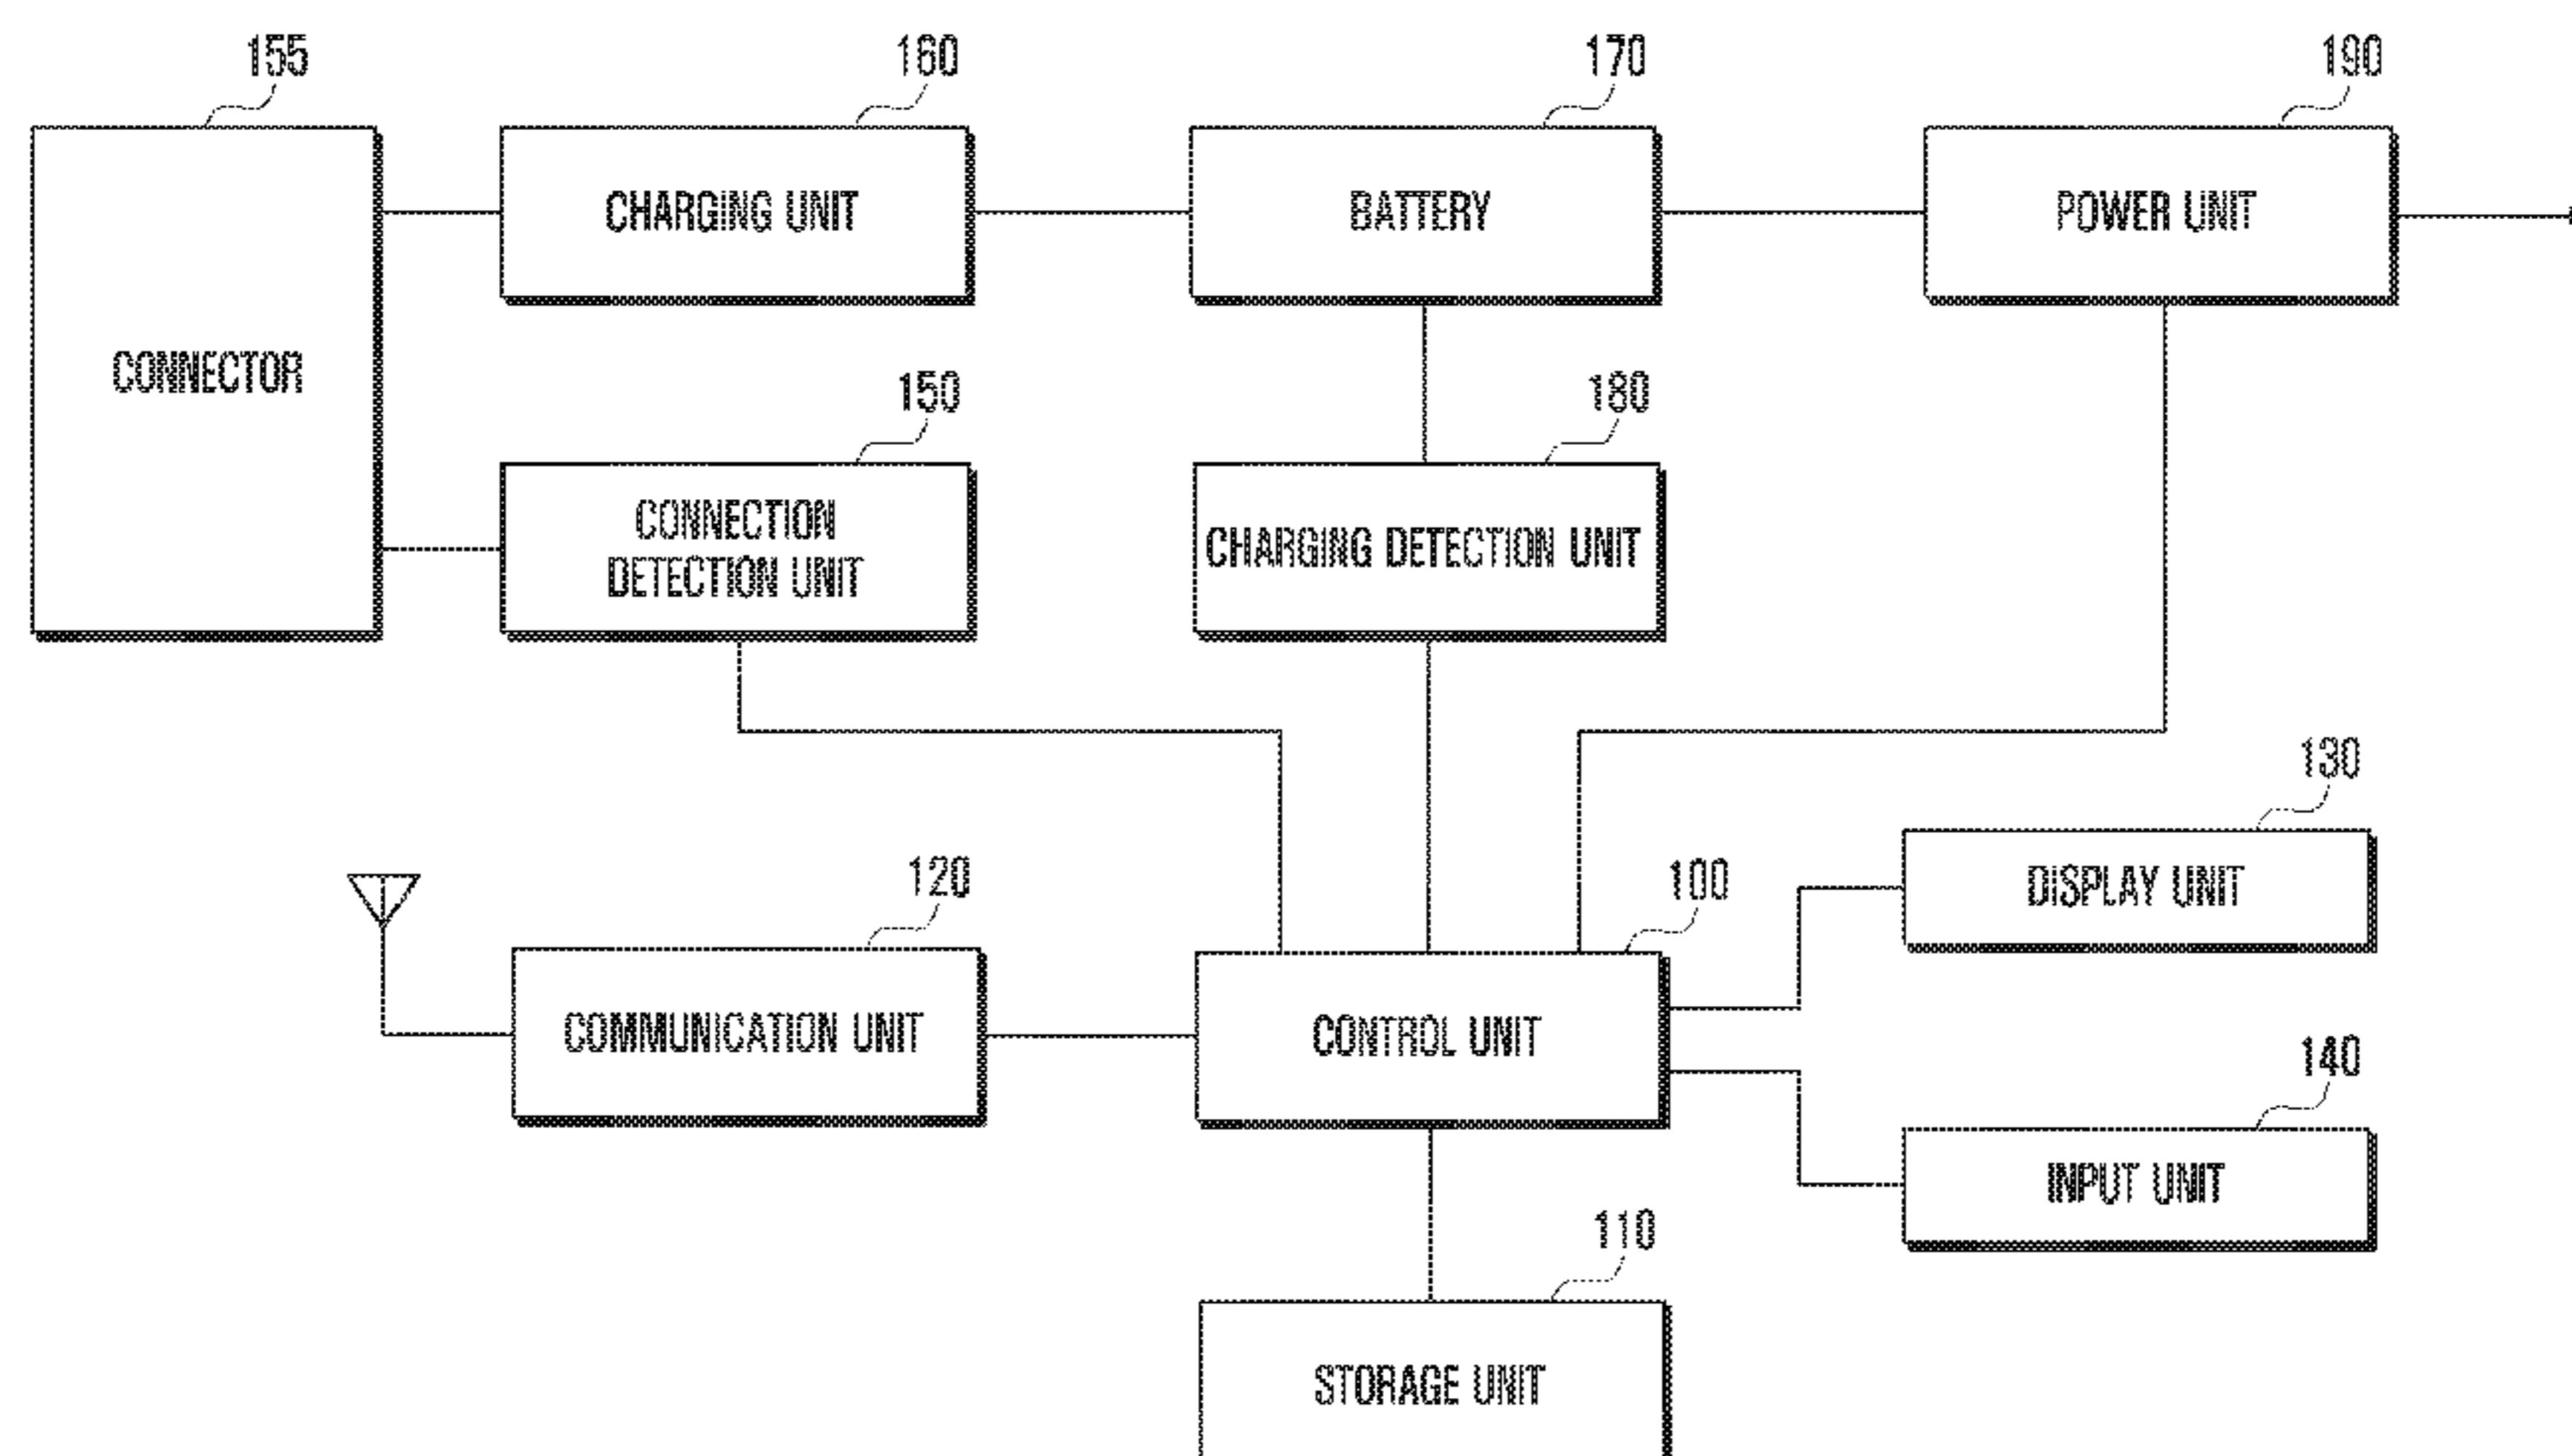 155
160
170
190
CHARGING UNIT
BATTERY
POWER UNIT
CONNECTOR
150
180
CONNECTION
DETECTION UNIT
CHARGING DETECTION UNIT
130
120
100
DISPLAY UNIT
COMMUNICATION UNIT
CONTROL UNIT
140
INPUT UNIT
110
STORAGE UNIT